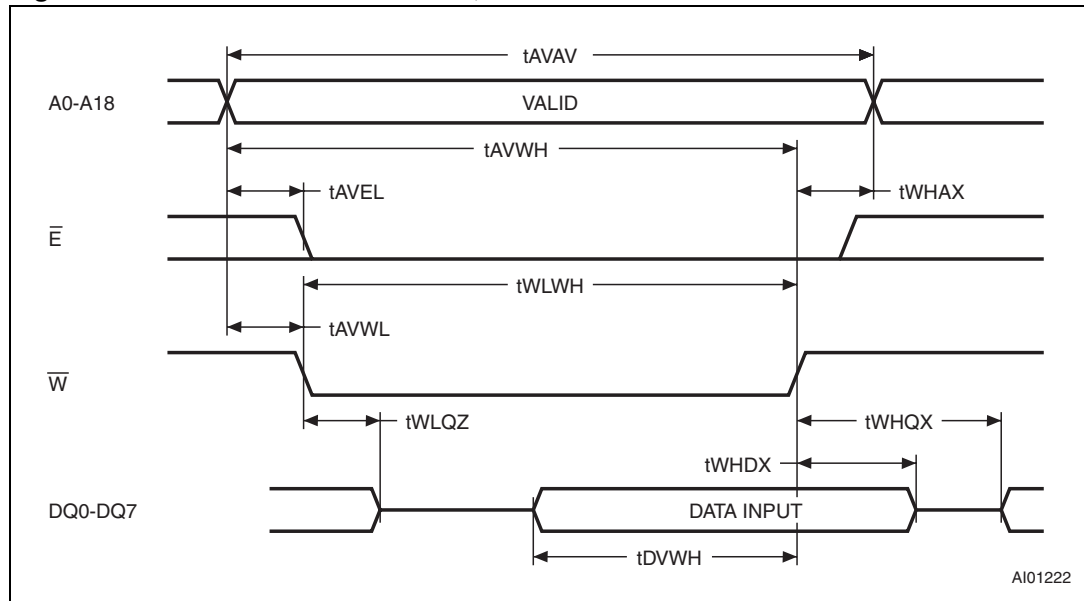 tAVAV
A0-A18 VALID
tAVWH
tAVEL tWHAX
E̅
tWLWH
tAVWL
W̅
tWLQZ tWHQX
tWHDX
DQ0-DQ7 DATA INPUT
tDVWH
AI01222